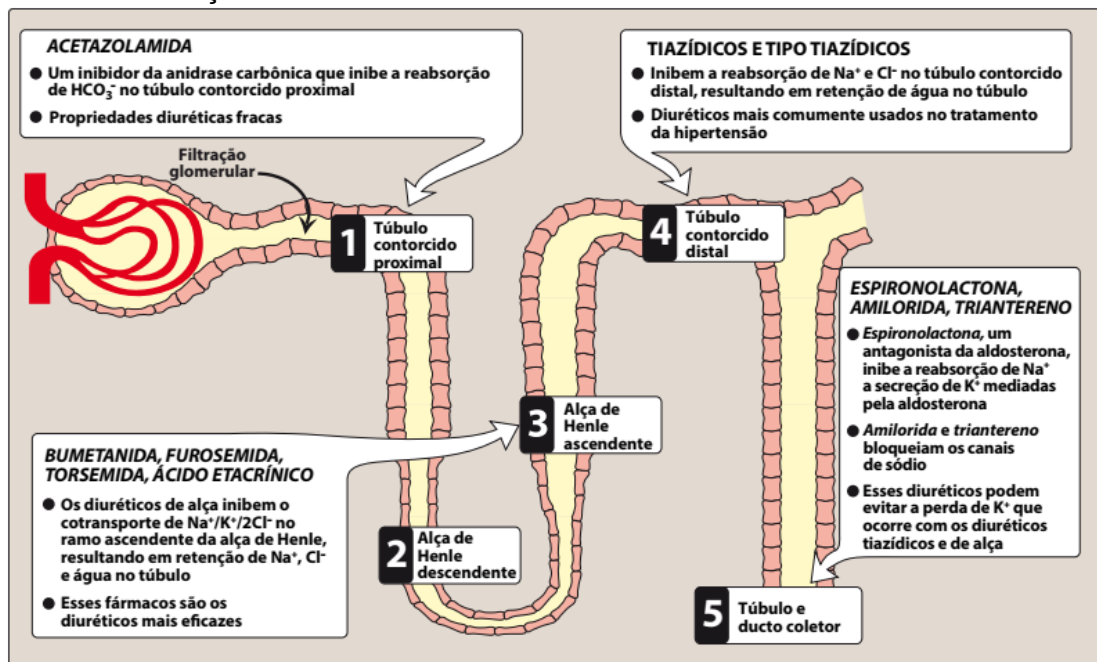 ACETAZOLAMIDA
● Um inibidor da anidrase carbônica que inibe a reabsorção
de HCO₃⁻ no túbulo contorcido proximal
● Propriedades diuréticas fracas
TIAZÍDICOS E TIPO TIAZÍDICOS
● Inibem a reabsorção de Na⁺ e Cl⁻ no túbulo contorcido
distal, resultando em retenção de água no túbulo
● Diuréticos mais comumente usados no tratamento
da hipertensão
Filtração
glomerular
1 Túbulo
contorcido
proximal
4 Túbulo
contorcido
distal
ESPIRONOLACTONA,
AMILORIDA, TRIANTERENO
● Espironolactona, um
antagonista da aldosterona,
inibe a reabsorção de Na⁺
a secreção de K⁺ mediadas
pela aldosterona
● Amilorida e triantereno
bloqueiam os canais
de sódio
● Esses diuréticos podem
evitar a perda de K⁺ que
ocorre com os diuréticos
tiazídicos e de alça
3 Alça de
Henle
ascendente
BUMETANIDA, FUROSEMIDA,
TORSEMIDA, ÁCIDO ETACRÍNICO
● Os diuréticos de alça inibem o
cotransporte de Na⁺/K⁺/2Cl⁻ no
ramo ascendente da alça de Henle,
resultando em retenção de Na⁺, Cl⁻
e água no túbulo
● Esses fármacos são os
diuréticos mais eficazes
2 Alça de
Henle
descendente
5 Túbulo e
ducto coletor